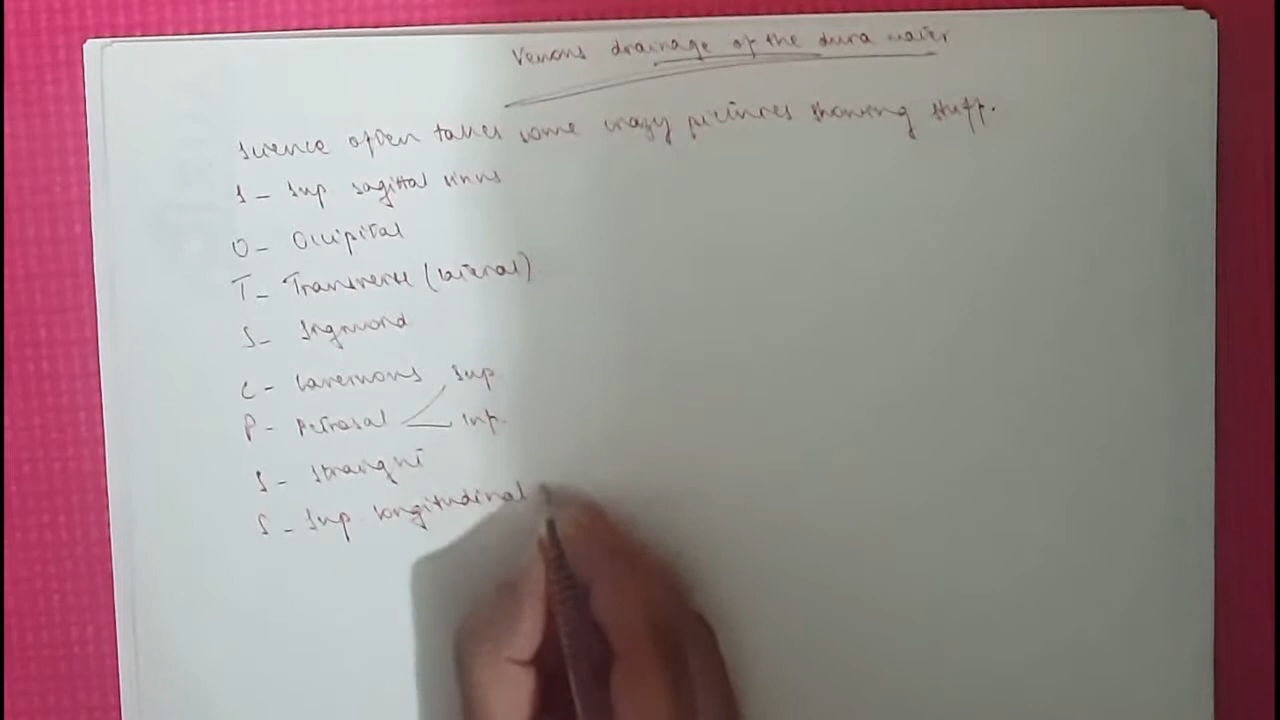 Venous drainage of the dura mater
Science often takes some crazy pictures showing stuff.
S - Sup sagittal sinus
O - Occipital
T - Transverse (lateral)
S - Sigmoid
C - Cavernous
P - Petrosal Sup
Inf.
S - Straight
S - Sup longitudinal